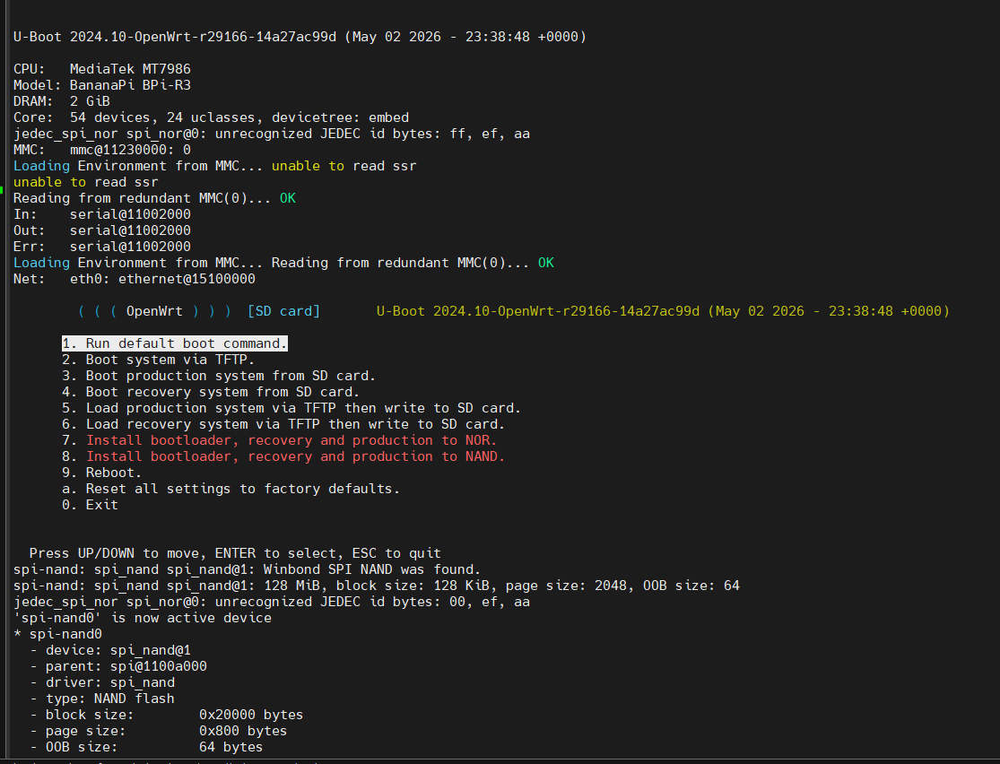 U-Boot 2024.10-OpenWrt-r29166-14a27ac99d (May 02 2026 - 23:38:48 +0000)
CPU:   MediaTek MT7986
Model: BananaPi BPi-R3
DRAM:  2 GiB
Core:  54 devices, 24 uclasses, devicetree: embed
jedec_spi_nor spi_nor@0: unrecognized JEDEC id bytes: ff, ef, aa
MMC:   mmc@11230000: 0
Loading Environment from MMC... unable to read ssr
unable to read ssr
Reading from redundant MMC(0)... OK
In:    serial@11002000
Out:   serial@11002000
Err:   serial@11002000
Loading Environment from MMC... Reading from redundant MMC(0)... OK
Net:   eth0: ethernet@15100000
( ( ( OpenWrt ) ) )  [SD card]       U-Boot 2024.10-OpenWrt-r29166-14a27ac99d (May 02 2026 - 23:38:48 +0000)
1. Run default boot command.
2. Boot system via TFTP.
3. Boot production system from SD card.
4. Boot recovery system from SD card.
5. Load production system via TFTP then write to SD card.
6. Load recovery system via TFTP then write to SD card.
7. Install bootloader, recovery and production to NOR.
8. Install bootloader, recovery and production to NAND.
9. Reboot.
a. Reset all settings to factory defaults.
0. Exit
Press UP/DOWN to move, ENTER to select, ESC to quit
spi-nand: spi_nand spi_nand@1: Winbond SPI NAND was found.
spi-nand: spi_nand spi_nand@1: 128 MiB, block size: 128 KiB, page size: 2048, OOB size: 64
jedec_spi_nor spi_nor@0: unrecognized JEDEC id bytes: 00, ef, aa
'spi-nand0' is now active device
* spi-nand0
  - device: spi_nand@1
  - parent: spi@1100a000
  - driver: spi_nand
  - type: NAND flash
  - block size:        0x20000 bytes
  - page size:         0x800 bytes
  - OOB size:          64 bytes